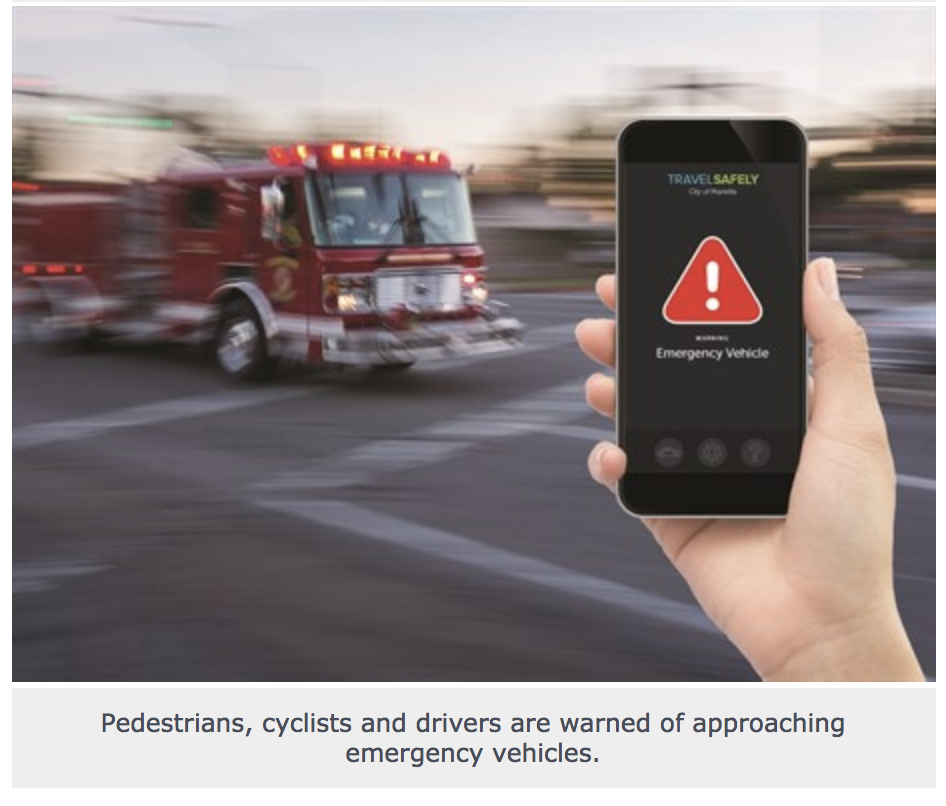 TRAVELSAFELY
City of Marietta
WARNING
Emergency Vehicle
Pedestrians, cyclists and drivers are warned of approaching
emergency vehicles.